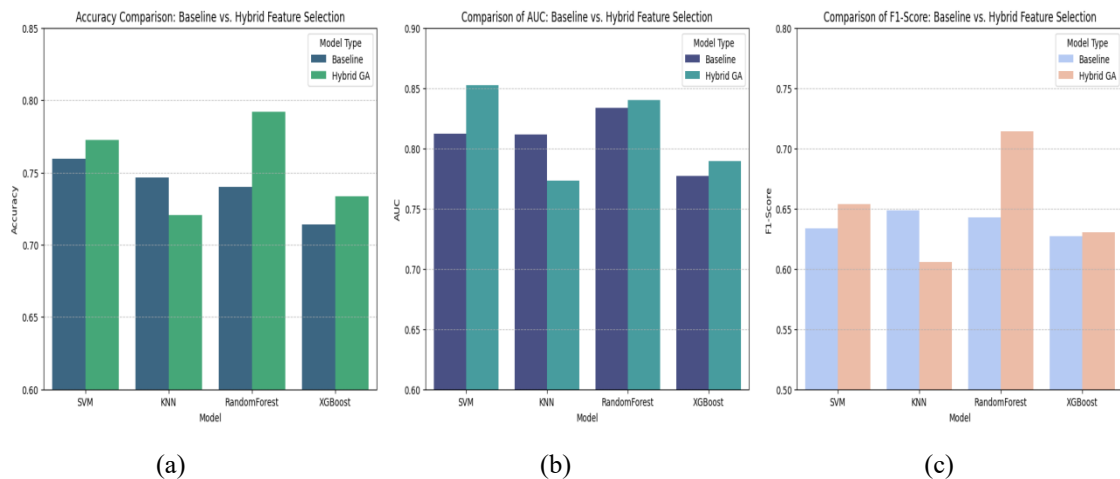 Accuracy Comparison: Baseline vs. Hybrid Feature Selection
0.85
0.80
0.75
0.70
0.65
0.60
Accuracy
SVM
KNN
RandomForest
XGBoost
Model
Model Type
Baseline
Hybrid GA
(a)
Comparison of AUC: Baseline vs. Hybrid Feature Selection
0.90
0.85
0.80
0.75
0.70
0.65
0.60
AUC
SVM
KNN
RandomForest
XGBoost
Model
Model Type
Baseline
Hybrid GA
(b)
Comparison of F1-Score: Baseline vs. Hybrid Feature Selection
0.80
0.75
0.70
0.65
0.60
0.55
0.50
F1-Score
SVM
KNN
RandomForest
XGBoost
Model
Model Type
Baseline
Hybrid GA
(c)